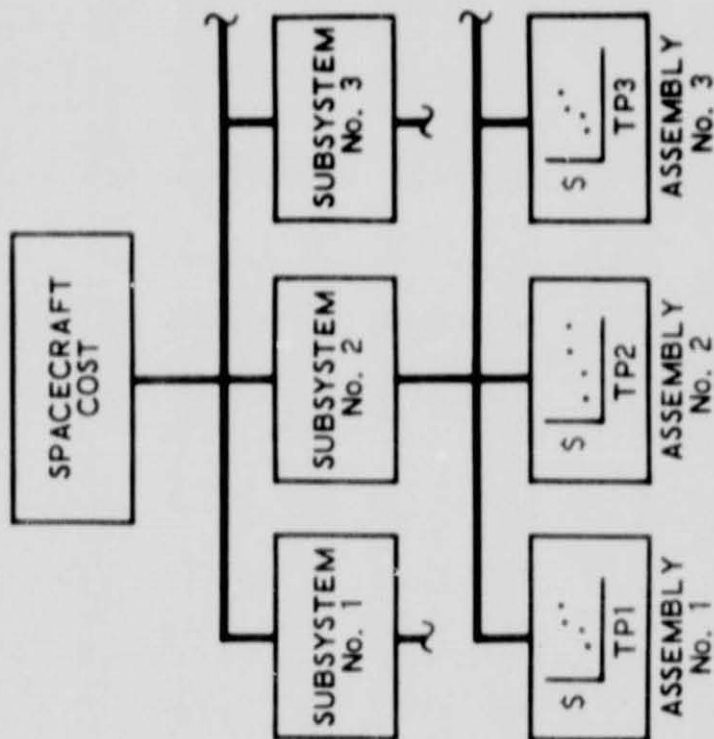 SPACECRAFT
COST
SUBSYSTEM
No. 1
SUBSYSTEM
No. 2
SUBSYSTEM
No. 3
$
TP1
ASSEMBLY
No. 1
$
TP2
ASSEMBLY
No. 2
$
TP3
ASSEMBLY
No. 3